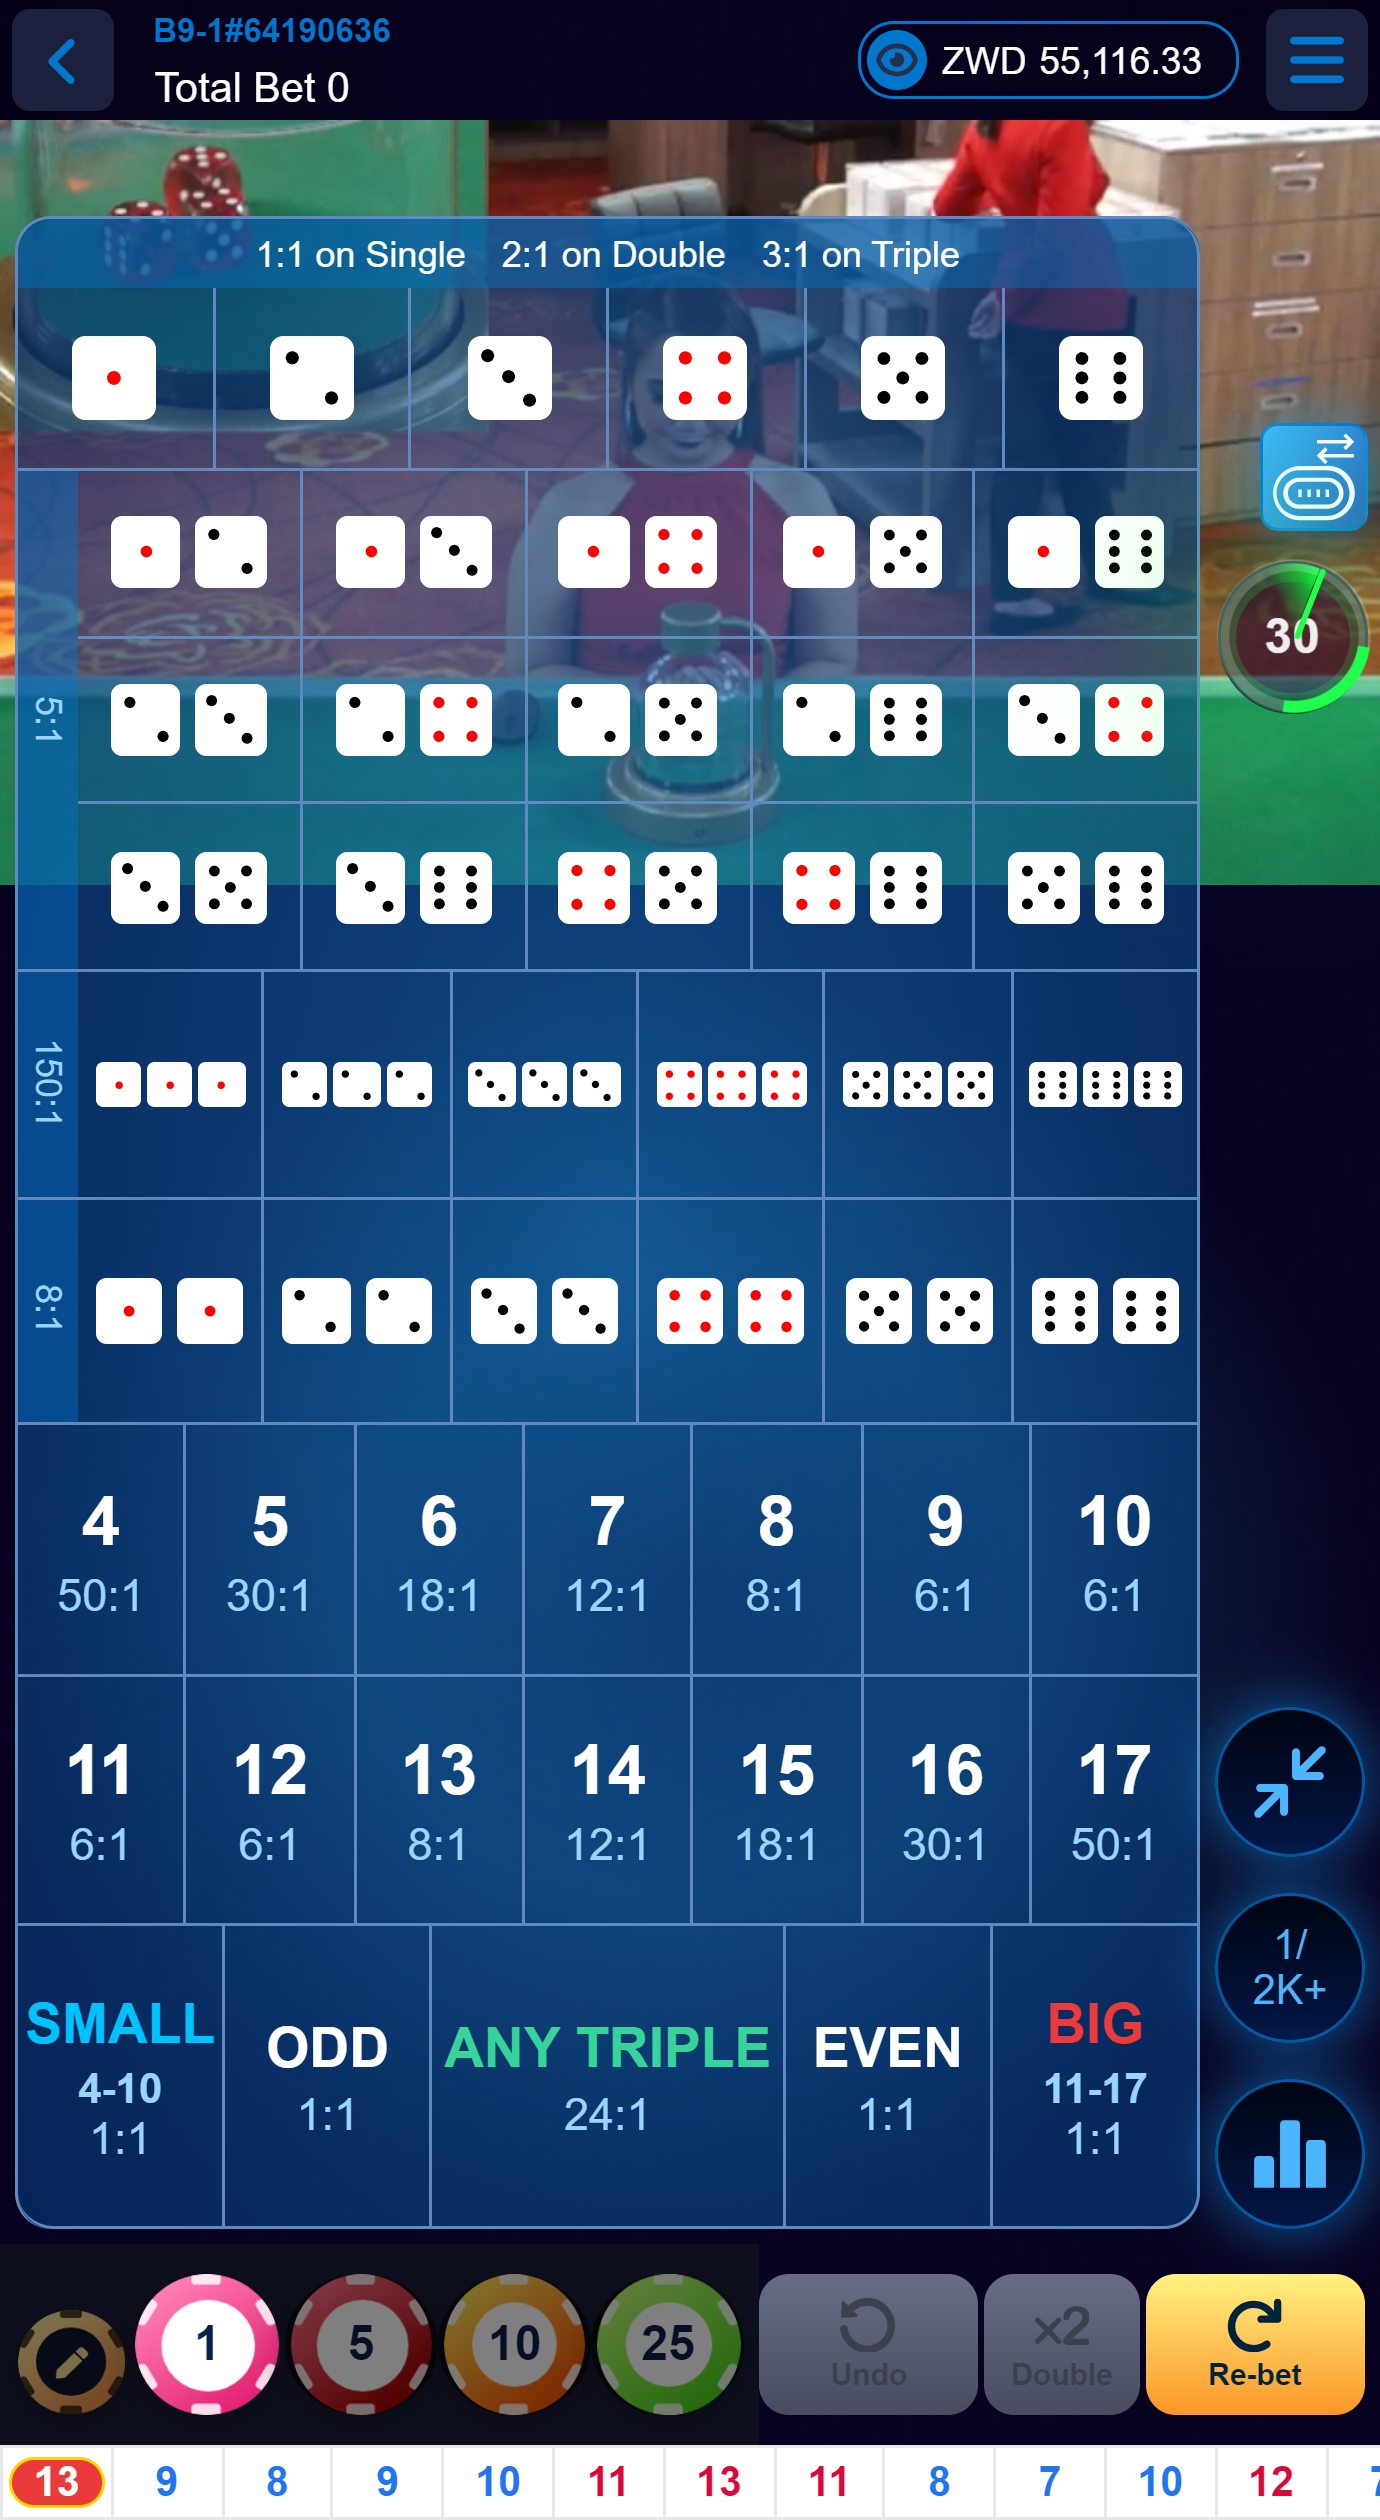 B9-1#64190636
Total Bet 0
ZWD 55,116.33
1:1 on Single 2:1 on Double 3:1 on Triple
30
5:1
150:1
8:1
4 5 6 7 8 9 10
50:1 30:1 18:1 12:1 8:1 6:1 6:1
11 12 13 14 15 16 17
6:1 6:1 8:1 12:1 18:1 30:1 50:1
1/
2K+
SMALL
4-10
1:1
ODD
1:1
ANY TRIPLE
24:1
EVEN
1:1
BIG
11-17
1:1
1 5 10 25
Undo
x2
Double
Re-bet
13 9 8 9 10 11 13 11 8 7 10 12